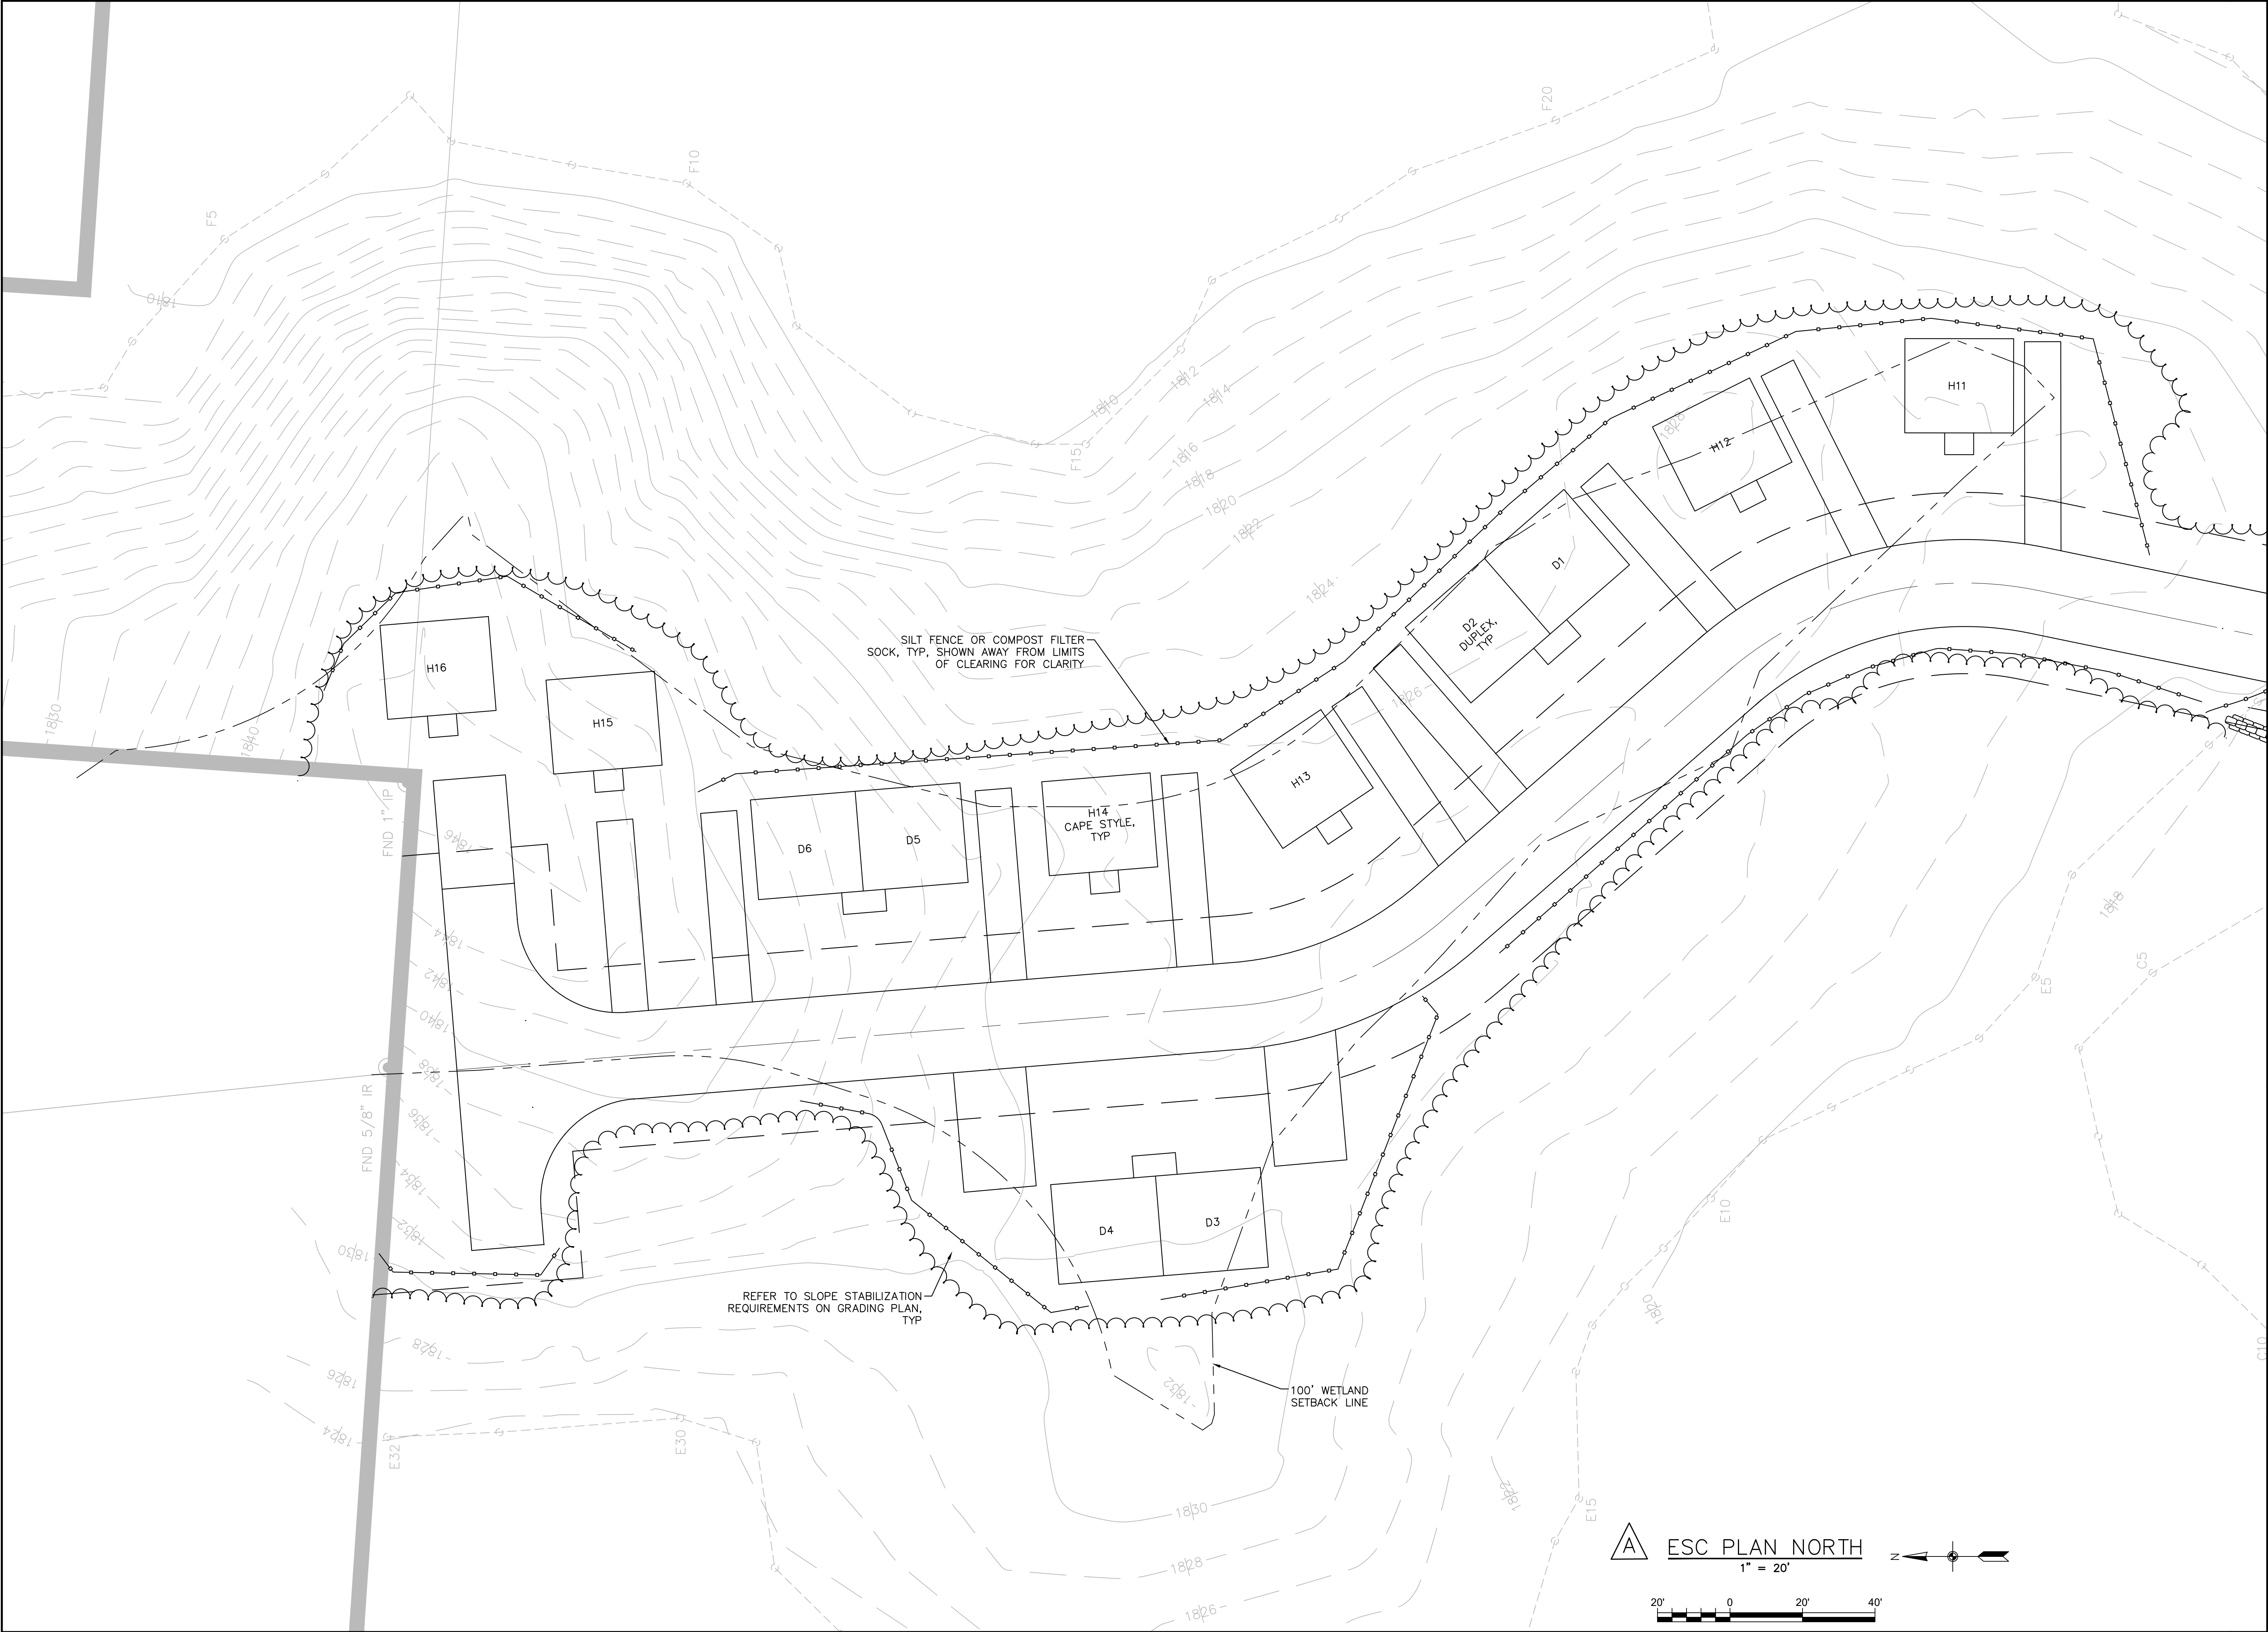 F20
F10
F5
1810
H11
1812
1810
1814
H12
1828
F15
1816
1818
1820
1822
D1
1824
D2
DUPLEX,
TYP
SILT FENCE OR COMPOST FILTER
SOCK, TYP, SHOWN AWAY FROM LIMITS
OF CLEARING FOR CLARITY
H16
H15
1826
1830
1840
H13
FND 1" IP
H14
CAPE STYLE,
TYP
D6
D5
1846
1844
1842
1840
1838
1836
1834
1832
1830
FND 5/8" IR
1818
C5
E5
E10
D4
D3
REFER TO SLOPE STABILIZATION
REQUIREMENTS ON GRADING PLAN,
TYP
1820
C10
1828
1826
1824
1832
100' WETLAND
SETBACK LINE
E32
E30
1830
1822
E15
1828
1826
A
ESC PLAN NORTH
1" = 20'
N
20'
0
20'
40'